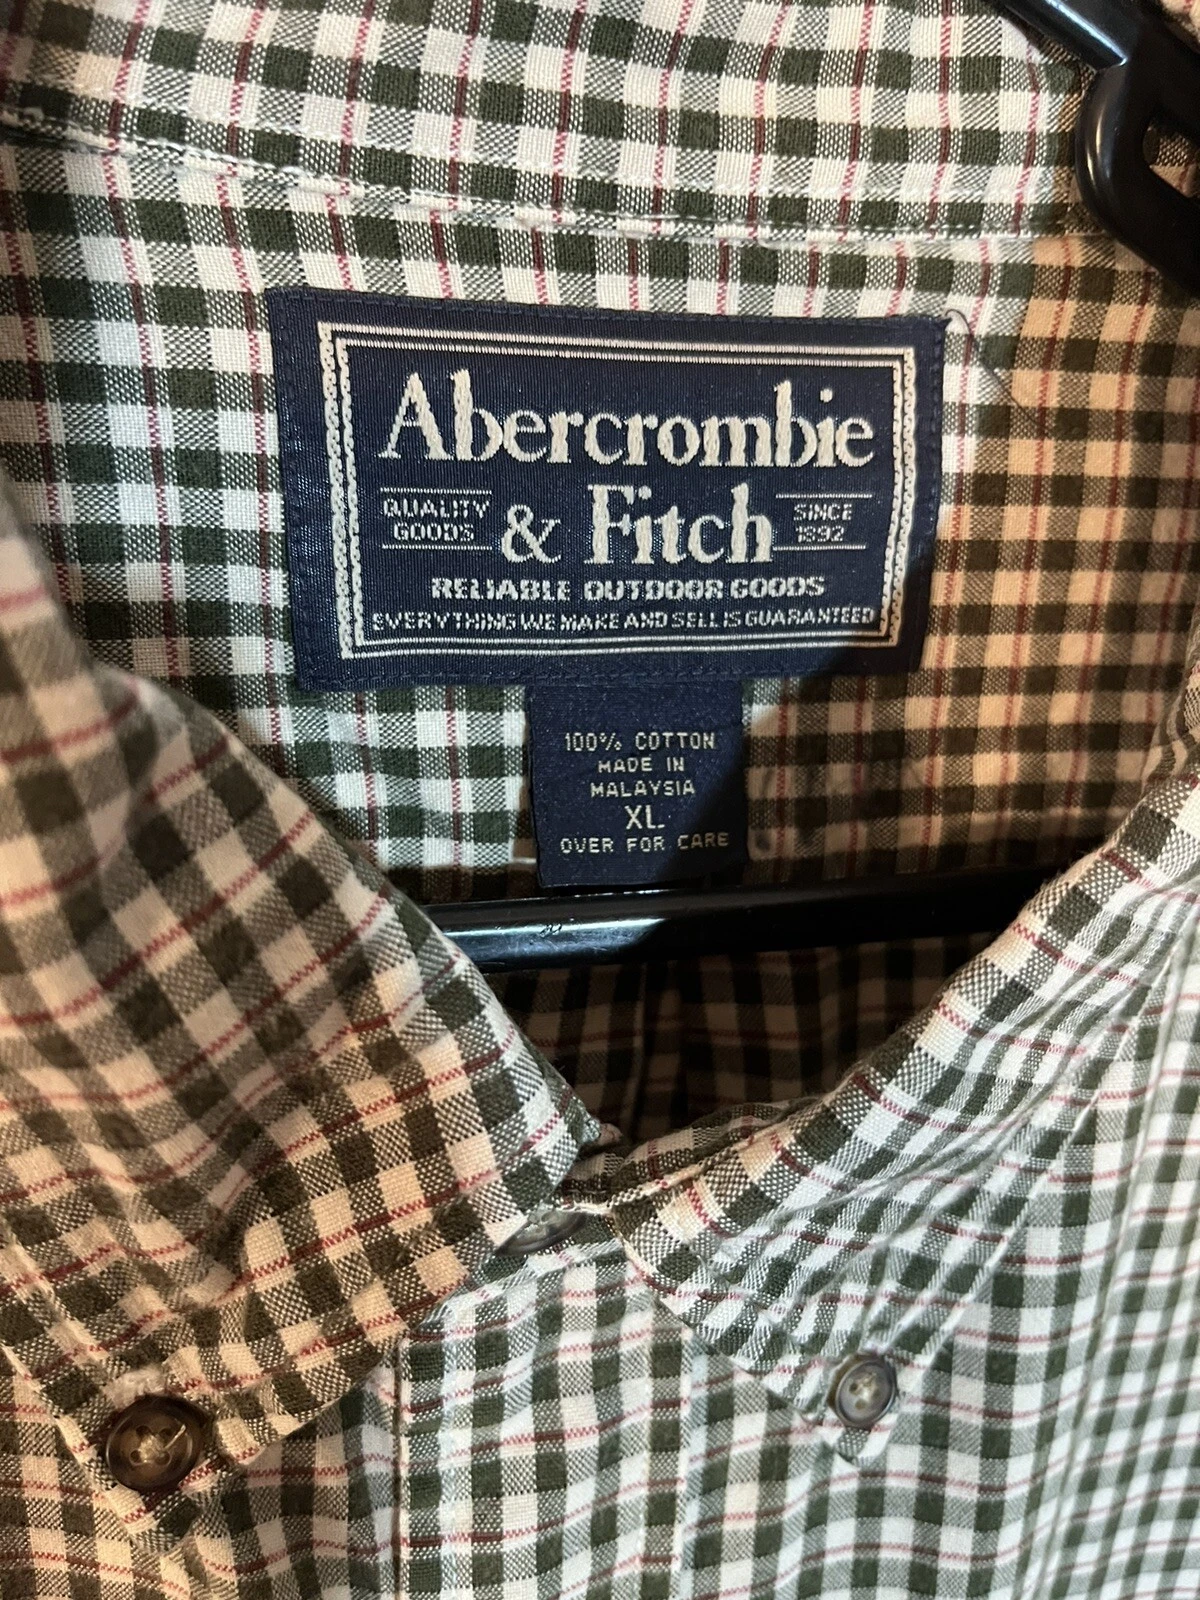 Abercrombie
& Fitch
QUALITY
GOODS
SINCE
1892
RELIABLE OUTDOOR GOODS
EVERYTHING WE MAKE AND SELL IS GUARANTEED
100% COTTON
MADE IN
MALAYSIA
XL
OVER FOR CARE